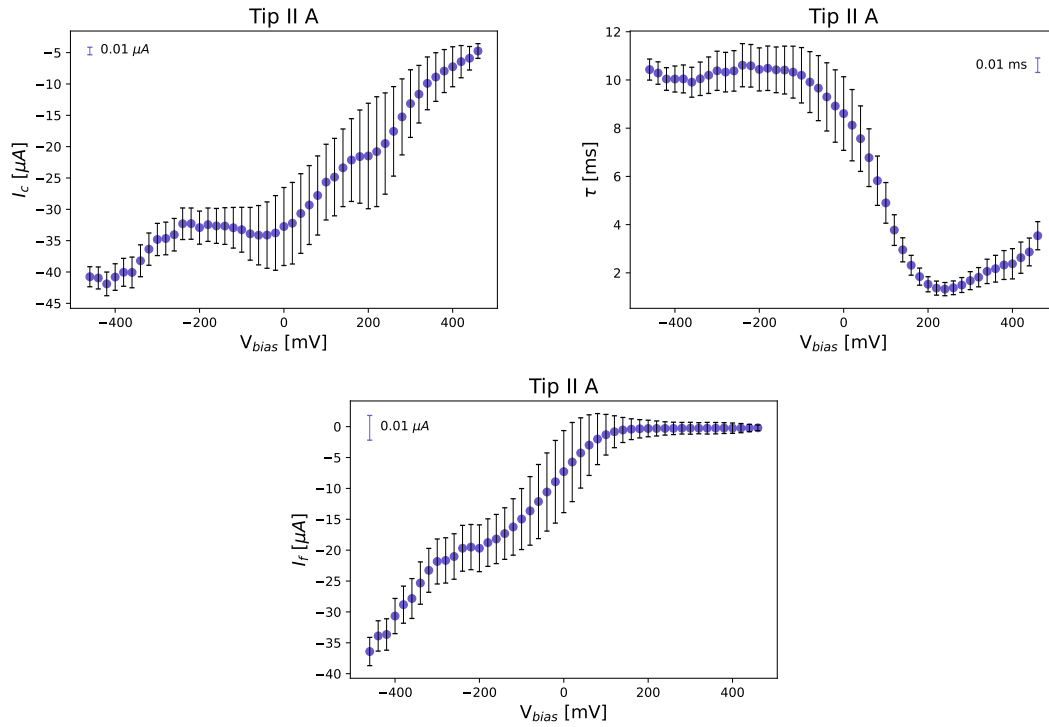 Tip II A
0.01 μA
−5
−10
−15
−20
−25
−30
−35
−40
−45
I_c [μA]
−400 −200 0 200 400
V_bias [mV]
Tip II A
0.01 ms
12
10
8
6
4
2
τ [ms]
−400 −200 0 200 400
V_bias [mV]
Tip II A
0.01 μA
0
−5
−10
−15
−20
−25
−30
−35
−40
I_f [μA]
−400 −200 0 200 400
V_bias [mV]